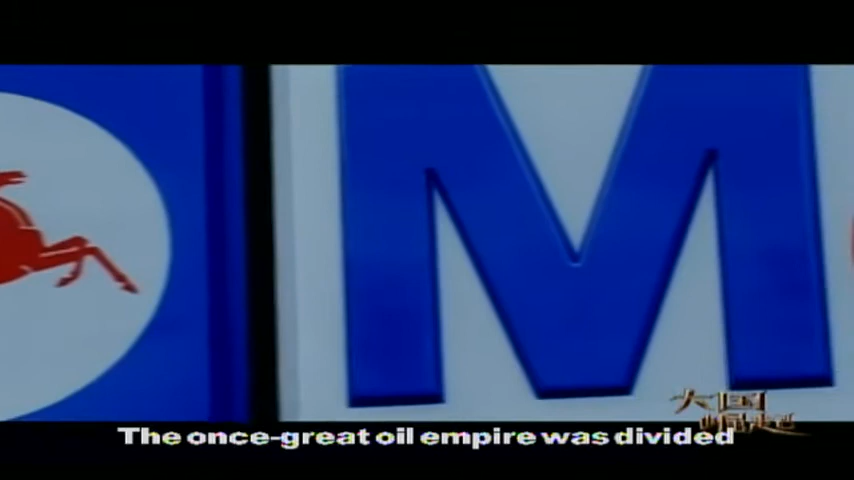 M
大国
崛起
The once-great oil empire was divided